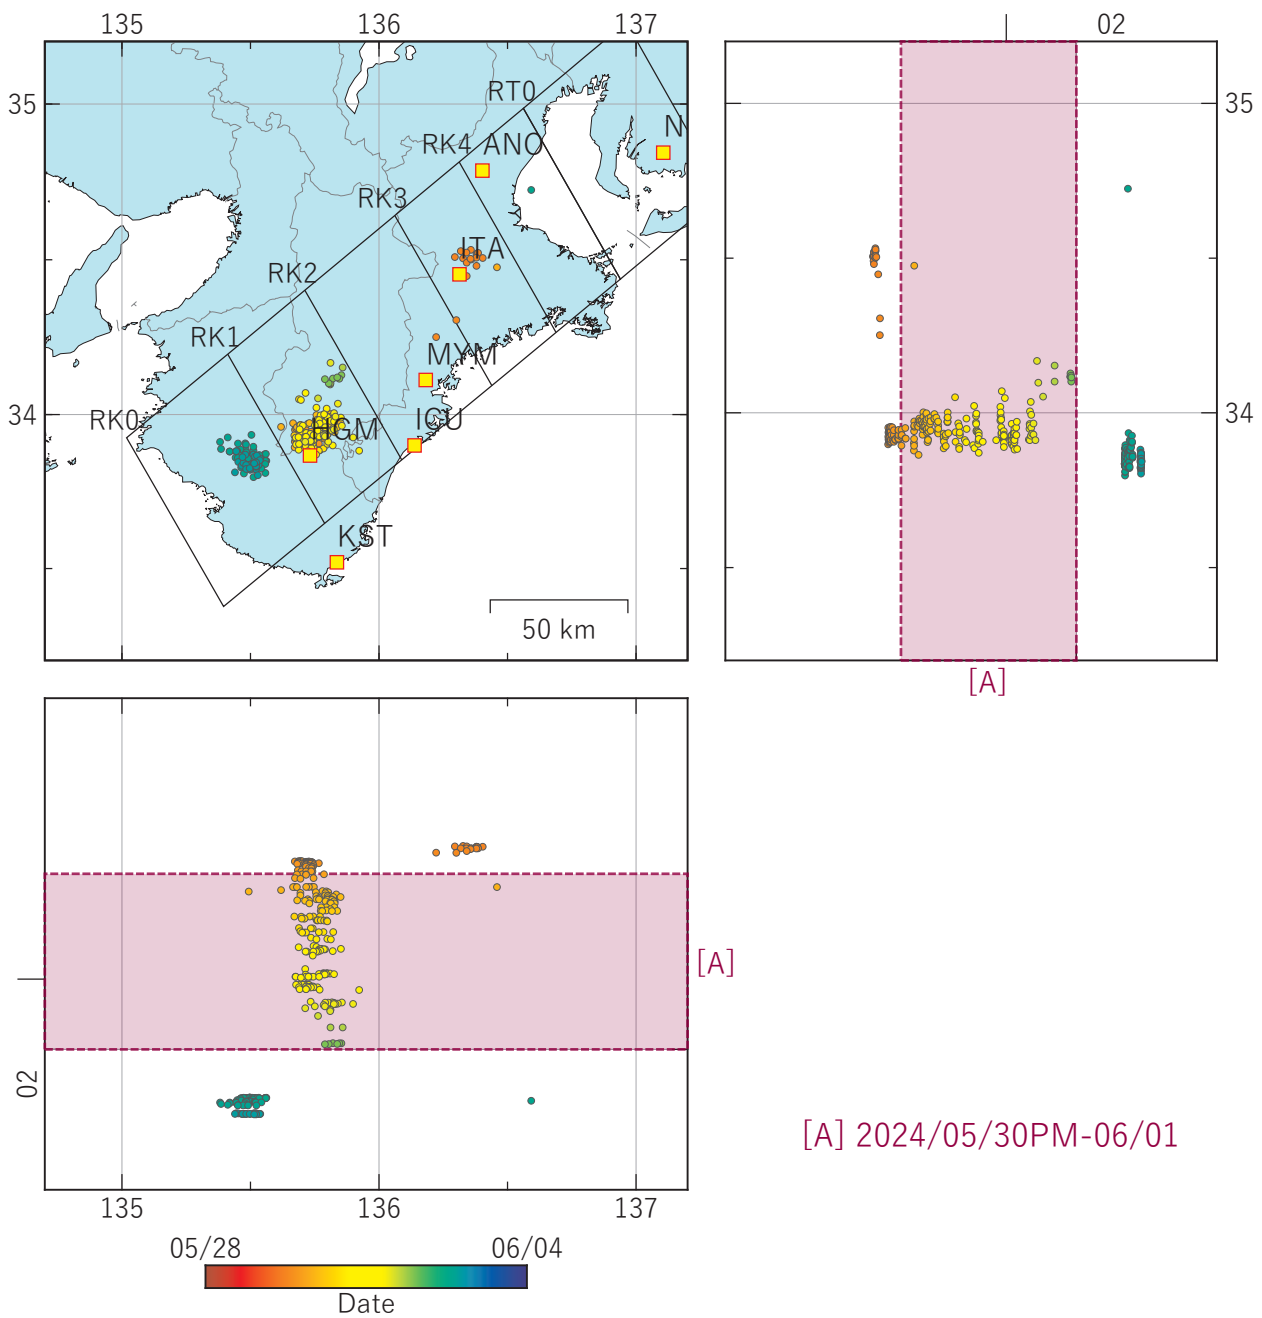 135 136 137
02
35
34
RT0
RK4 ANO
N
RK3
ITA
RK2
RK1
MYM
RK0
HGM
IGU
KST
50 km
35
34
[A]
[A]
02
[A] 2024/05/30PM-06/01
135 136 137
05/28 06/04
Date